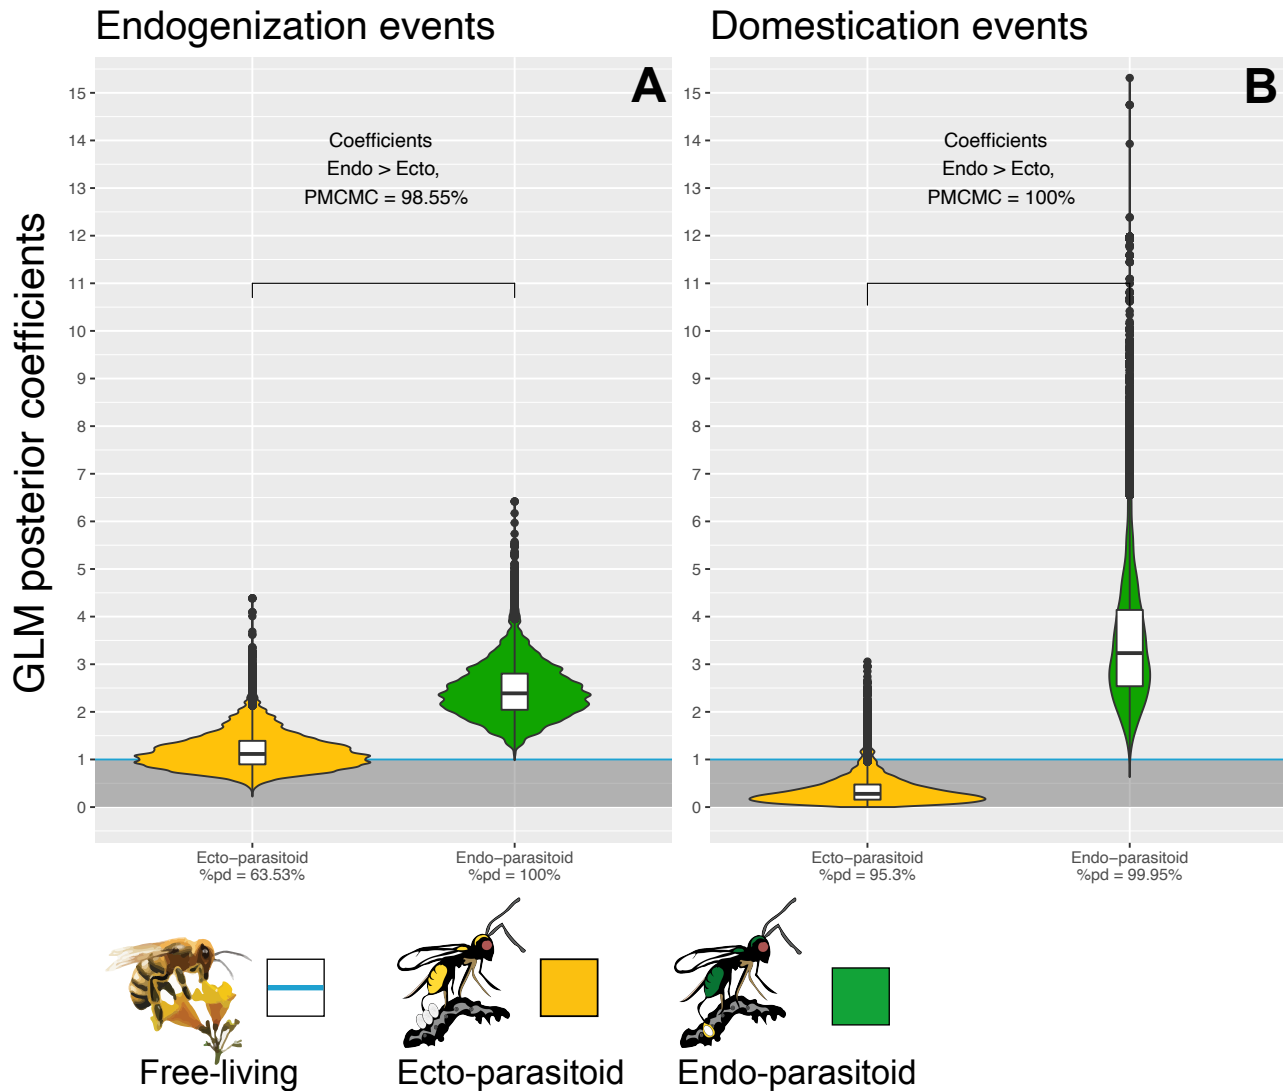 Endogenization events
Domestication events
GLM posterior coefficients
A
15
14
13
12
11
10
9
8
7
6
5
4
3
2
1
0
Coefficients
Endo > Ecto,
PMCMC = 98.55%
Ecto−parasitoid
%pd = 63.53%
Endo−parasitoid
%pd = 100%
B
15
14
13
12
11
10
9
8
7
6
5
4
3
2
1
0
Coefficients
Endo > Ecto,
PMCMC = 100%
Ecto−parasitoid
%pd = 95.3%
Endo−parasitoid
%pd = 99.95%
Free-living
Ecto-parasitoid
Endo-parasitoid